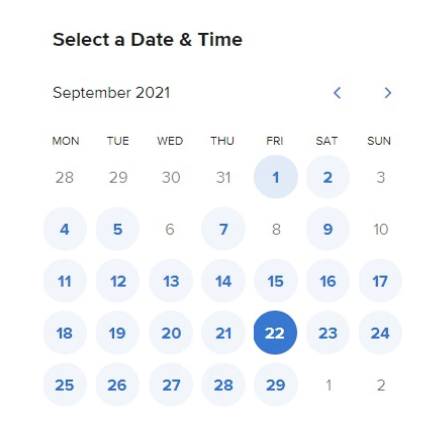 Select a Date & Time
September 2021
MON TUE WED THU FRI SAT SUN
28 29 30 31 1 2 3
4 5 6 7 8 9 10
11 12 13 14 15 16 17
18 19 20 21 22 23 24
25 26 27 28 29 1 2